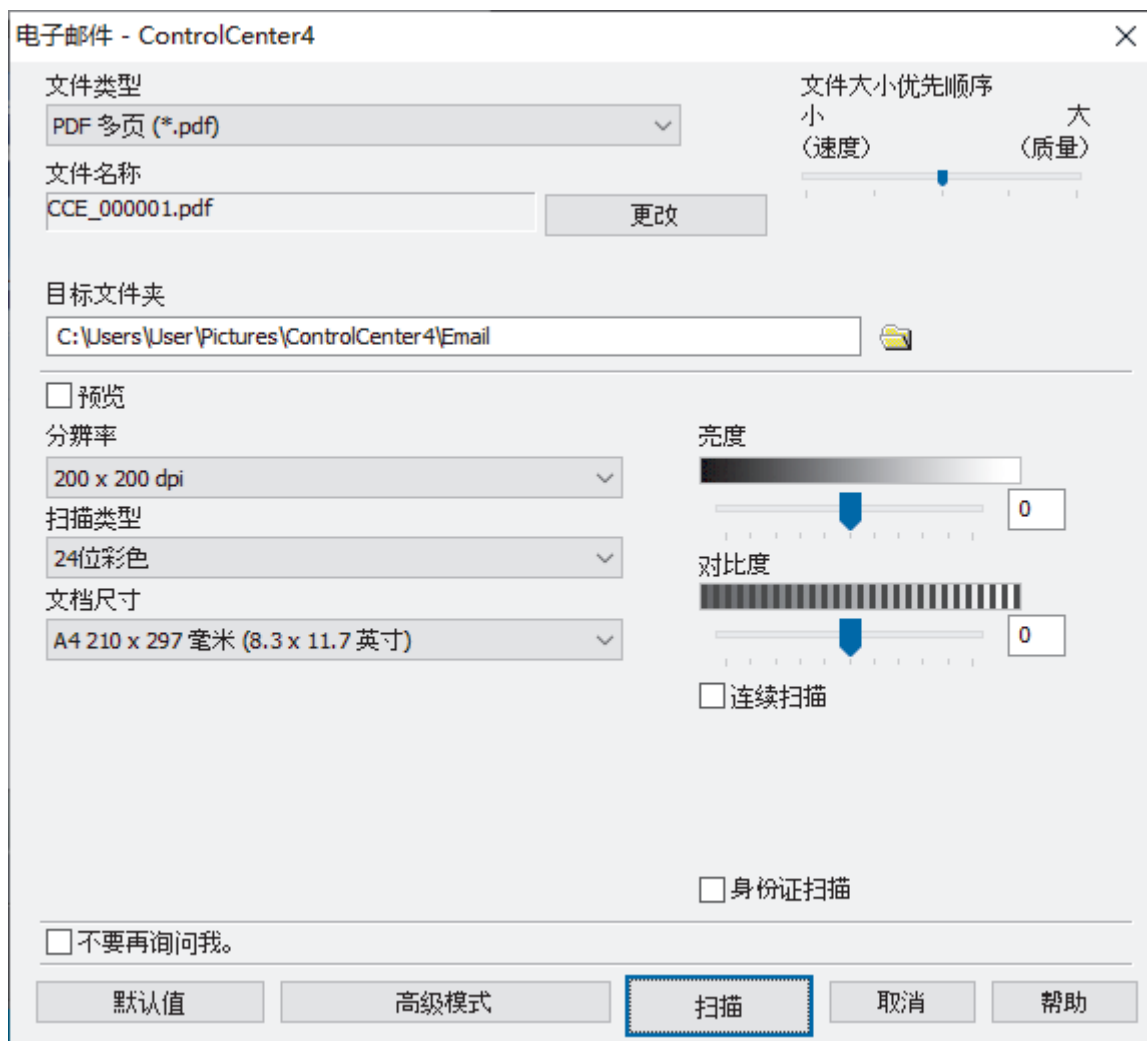 电子邮件 - ControlCenter4
文件类型
PDF 多页 (*.pdf)
文件大小优先顺序
小 大
(速度) (质量)
文件名称
CCE_000001.pdf
更改
目标文件夹
C:\Users\User\Pictures\ControlCenter4\Email
预览
分辨率
200 x 200 dpi
扫描类型
24位彩色
文档尺寸
A4 210 x 297 毫米 (8.3 x 11.7 英寸)
亮度
0
对比度
0
连续扫描
身份证扫描
不要再询问我。
默认值 高级模式 扫描 取消 帮助